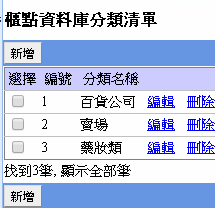 櫃點資料庫分類清單
新增
選擇 編號 分類名稱
1 百貨公司 編輯 刪除
2 賣場 編輯 刪除
3 藥妝類 編輯 刪除
找到3筆, 顯示全部筆
新增